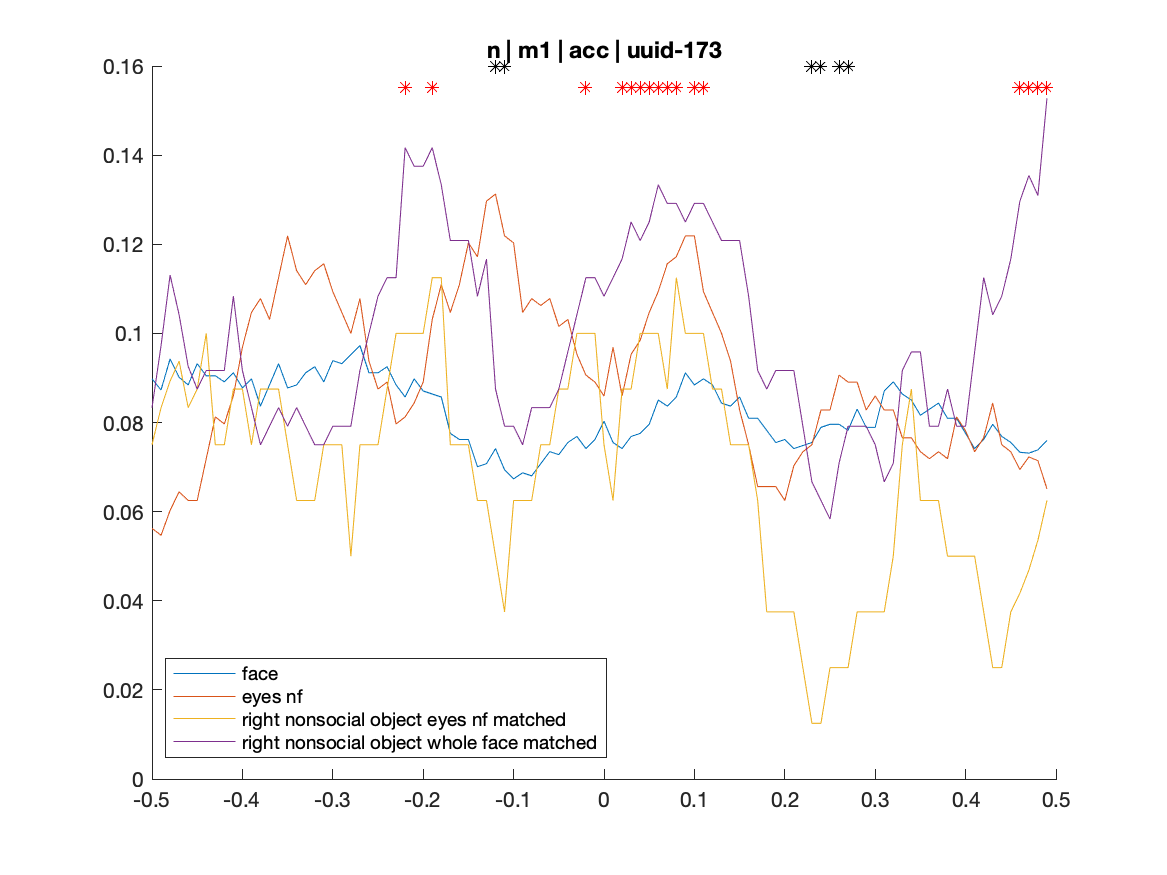 n | m1 | acc | uuid-173
0.16
0.14
0.12
0.1
0.08
0.06
0.04
0.02
0
face
eyes nf
right nonsocial object eyes nf matched
right nonsocial object whole face matched
-0.5 -0.4 -0.3 -0.2 -0.1 0 0.1 0.2 0.3 0.4 0.5